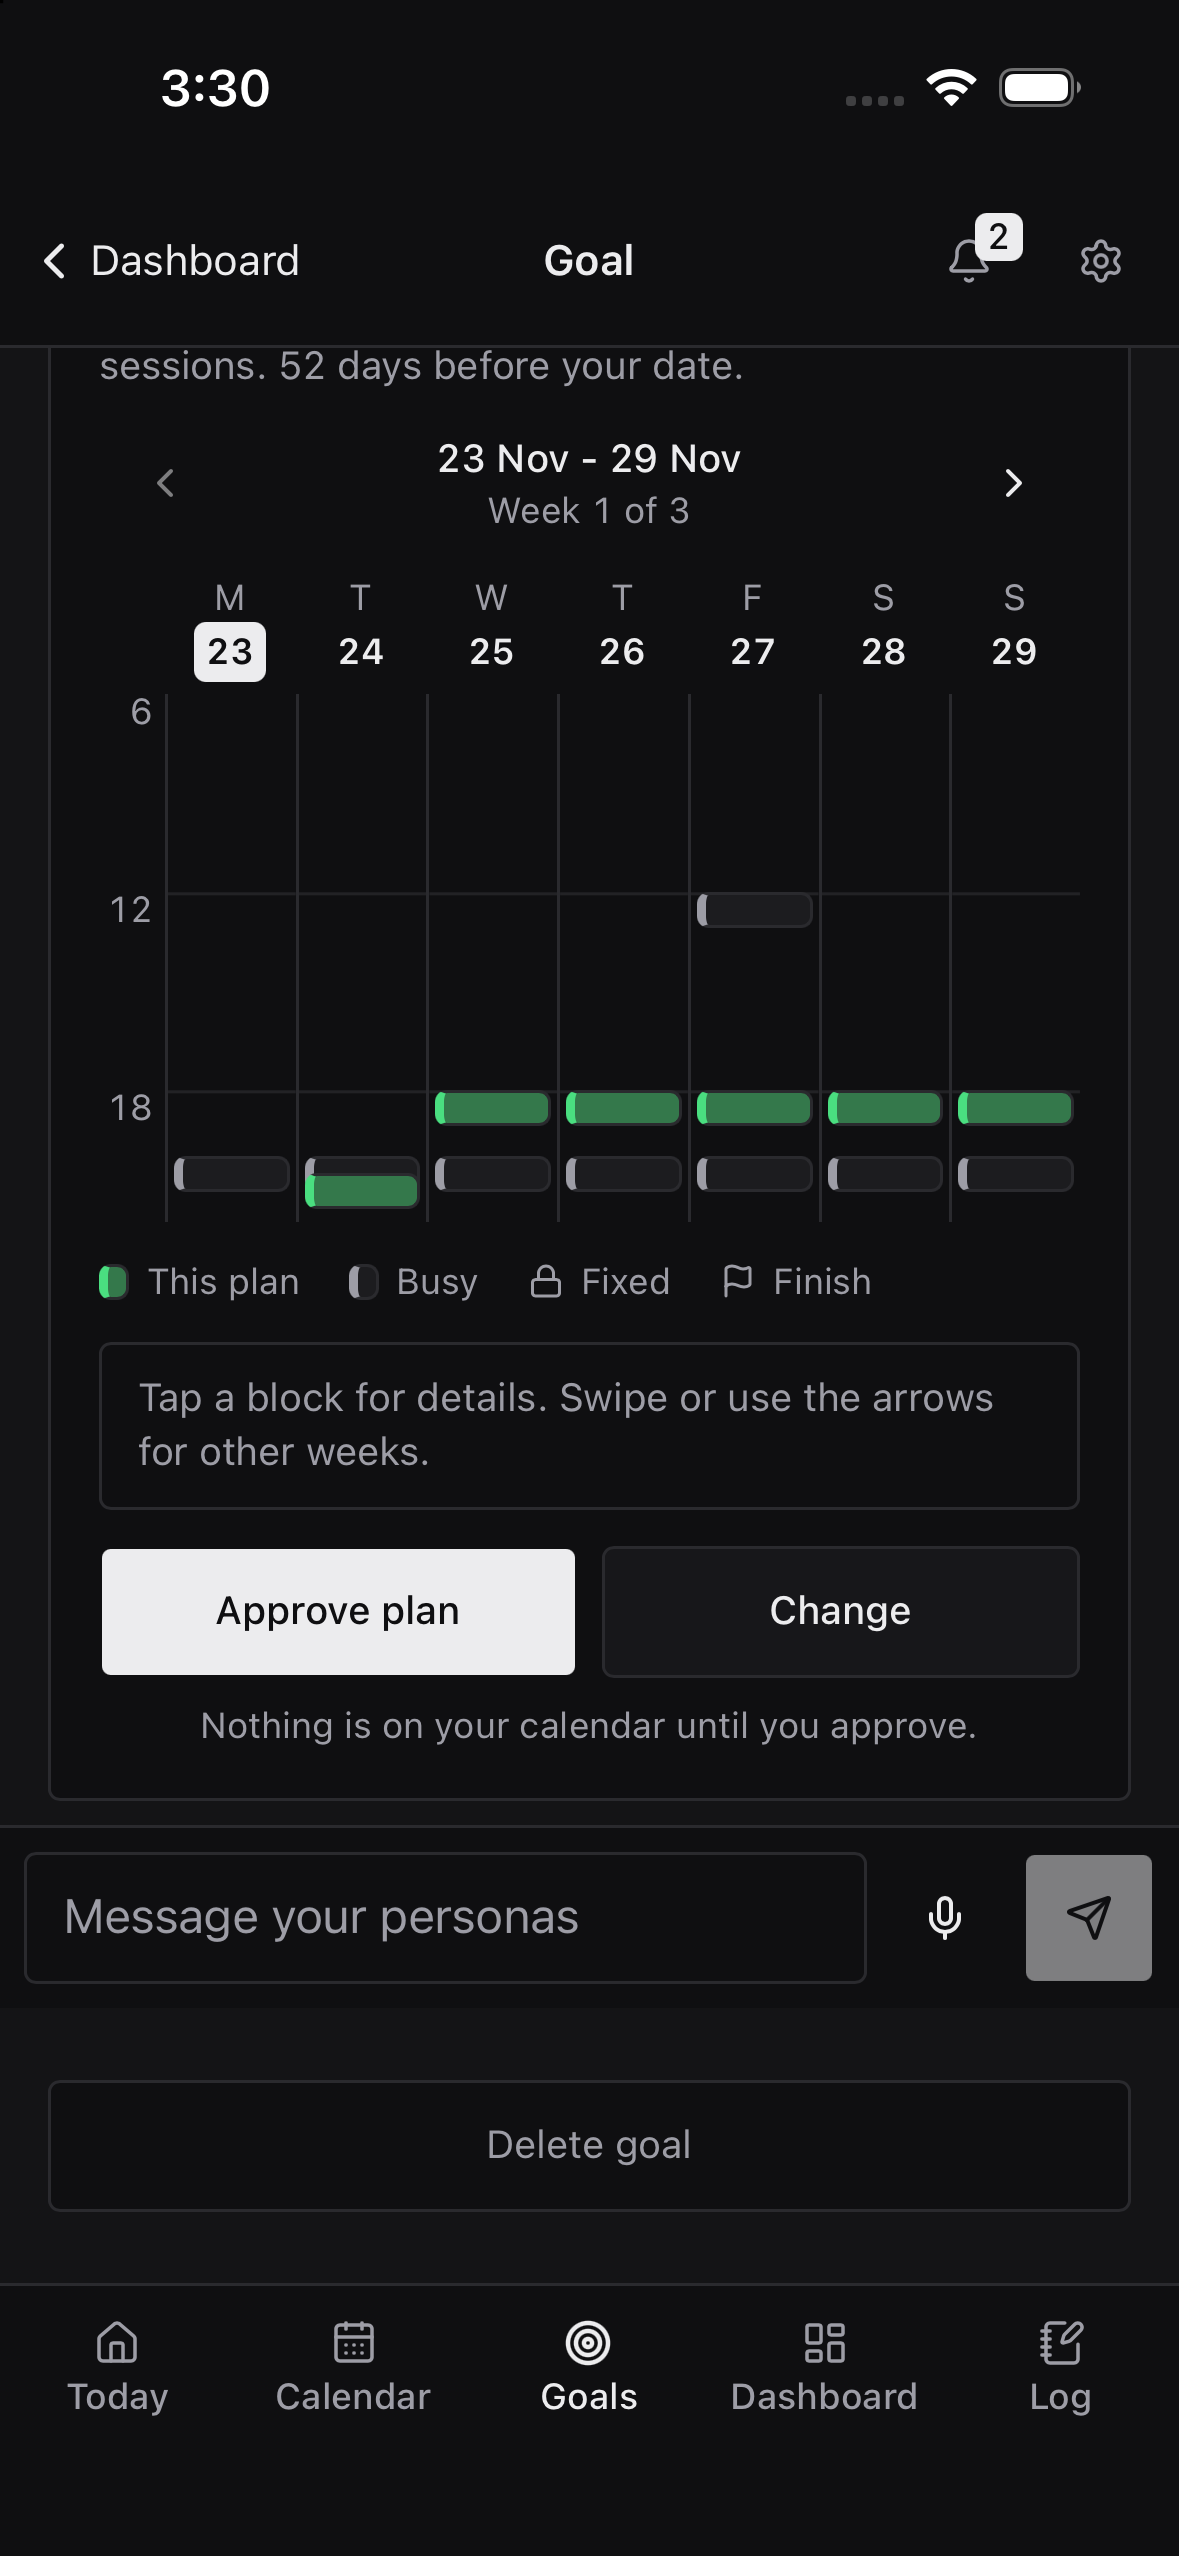 3:30
Dashboard
Goal
2
sessions. 52 days before your date.
23 Nov - 29 Nov
Week 1 of 3
M T W T F S S
23 24 25 26 27 28 29
6
12
18
This plan Busy Fixed Finish
Tap a block for details. Swipe or use the arrows
for other weeks.
Approve plan
Change
Nothing is on your calendar until you approve.
Message your personas
Delete goal
Today Calendar Goals Dashboard Log